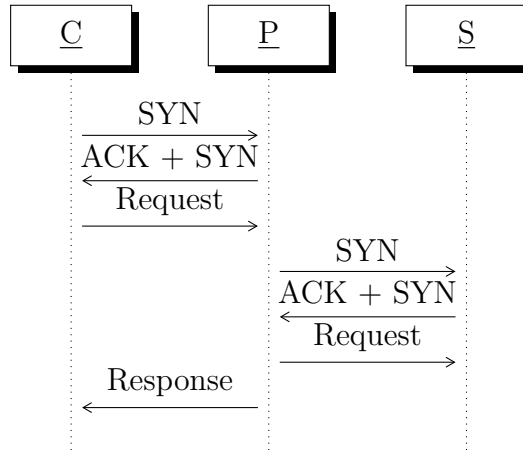 C P S
SYN
ACK + SYN
Request
SYN
ACK + SYN
Request
Response